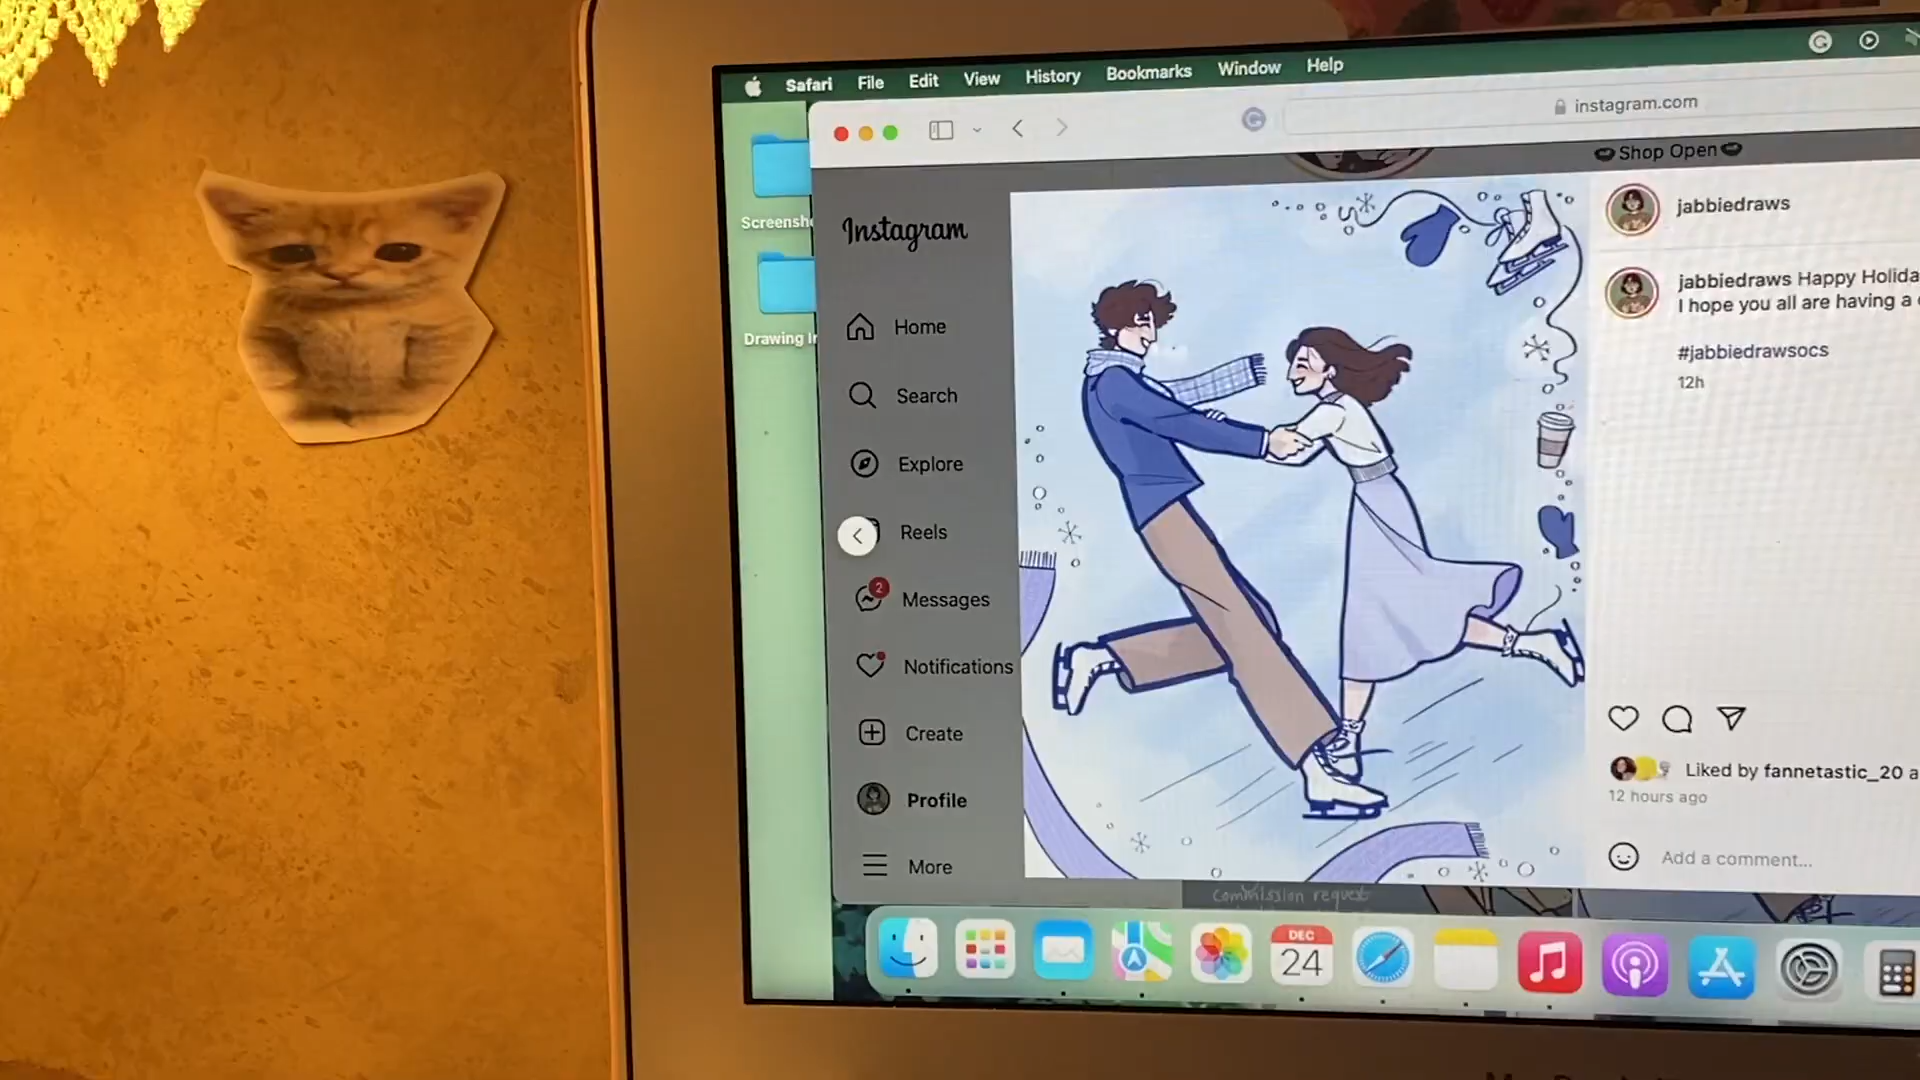 Safari File Edit View History Bookmarks Window Help
instagram.com
Shop Open
Instagram
Home
Search
Explore
Reels
2
Messages
Notifications
Create
Profile
More
jabbiedraws
jabbiedraws Happy Holida
I hope you all are having a
#jabbiedrawsocs
12h
Liked by fannetastic_20 a
12 hours ago
Add a comment...
commission request
Screensh
Drawing
DEC
24